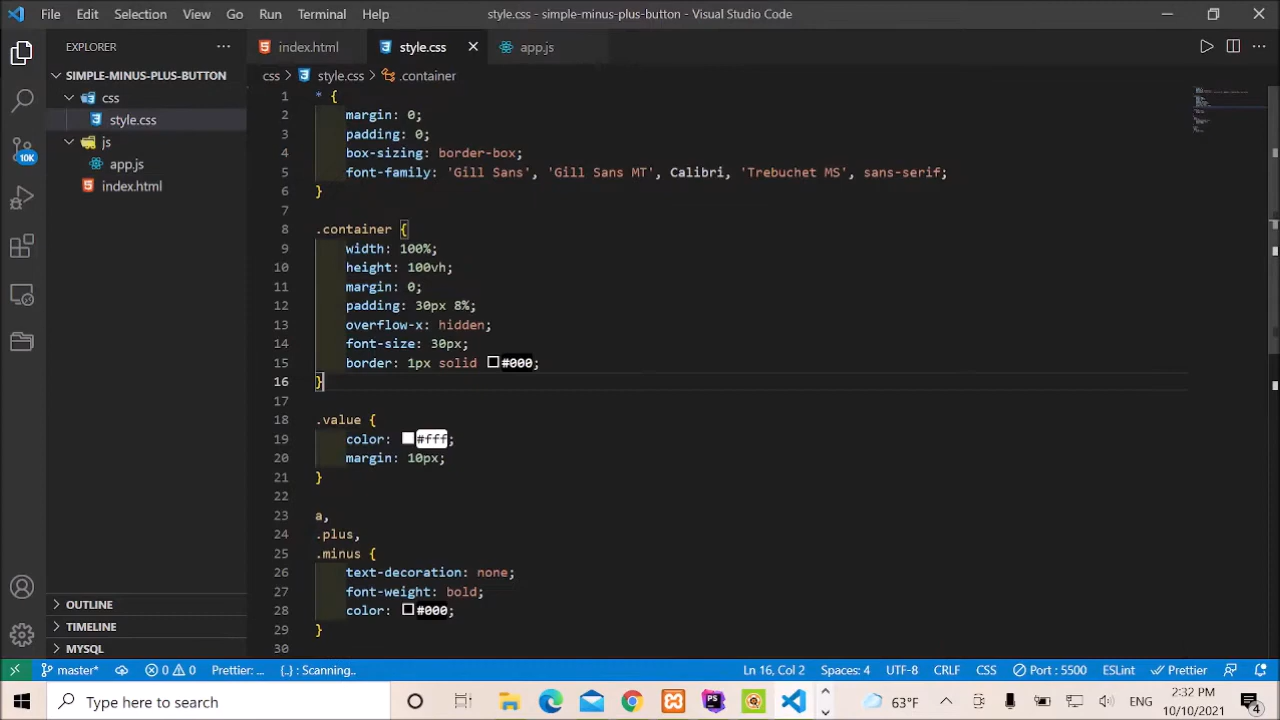 File Edit Selection View Go Run Terminal Help
style.css - simple-minus-plus-button - Visual Studio Code
EXPLORER
index.html
style.css
app.js
SIMPLE-MINUS-PLUS-BUTTON
css
style.css
js
app.js
index.html
10K
OUTLINE
TIMELINE
MYSQL
css > style.css > .container
1 * {
2 margin: 0;
3 padding: 0;
4 box-sizing: border-box;
5 font-family: 'Gill Sans', 'Gill Sans MT', Calibri, 'Trebuchet MS', sans-serif;
6 }
7
8 .container {
9 width: 100%;
10 height: 100vh;
11 margin: 0;
12 padding: 30px 8%;
13 overflow-x: hidden;
14 font-size: 30px;
15 border: 1px solid #000;
16 }
17
18 .value {
19 color: #fff;
20 margin: 10px;
21 }
22
23 a,
24 .plus,
25 .minus {
26 text-decoration: none;
27 font-weight: bold;
28 color: #000;
29 }
30
master* 0 0 Prettier: ... {.} : Scanning.. Ln 16, Col 2 Spaces: 4 UTF-8 CRLF CSS Port : 5500 ESLint Prettier
Type here to search
PS
63°F
ENG
2:32 PM
10/10/2021
4